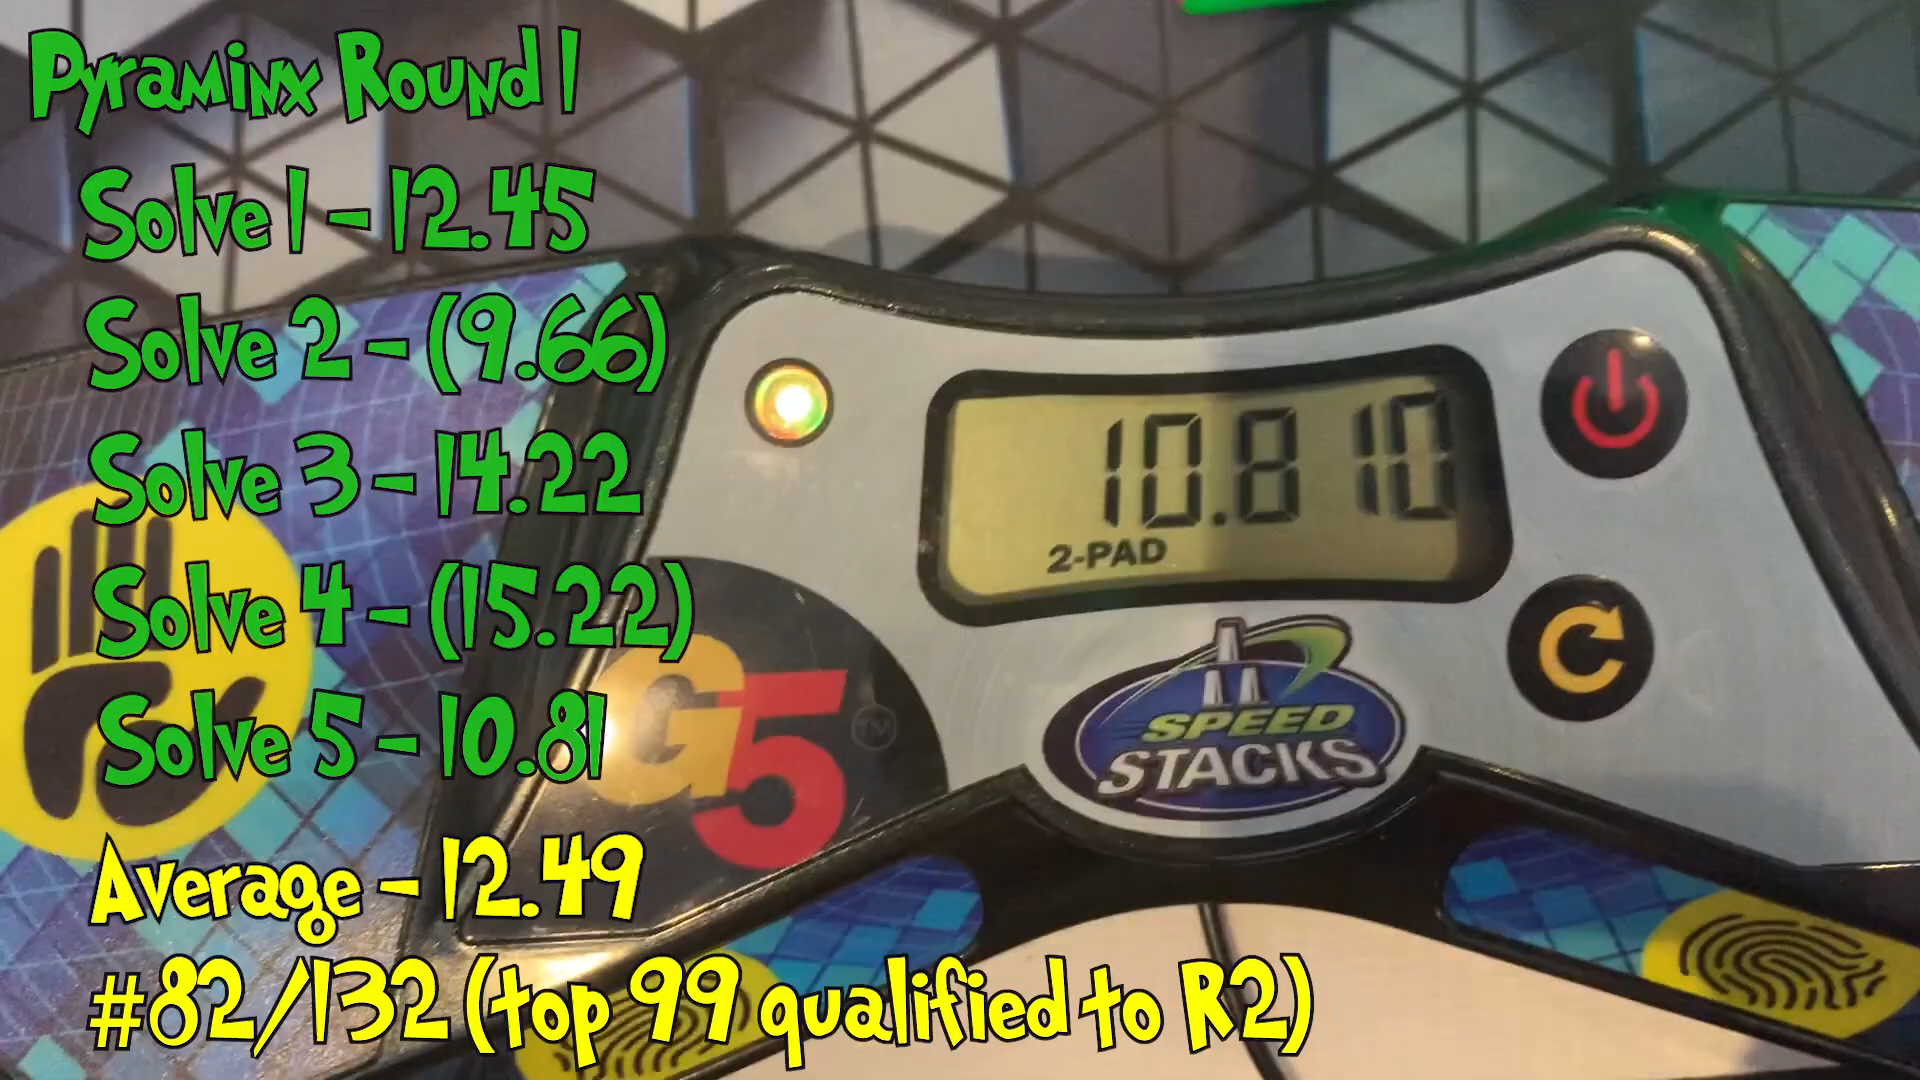 Pyraminx Round 1
Solve 1 - 12.45
Solve 2 - (9.66)
Solve 3 - 14.22
Solve 4 - (15.22)
Solve 5 - 10.81
Average - 12.49
#82/132 (top 99 qualified to R2)
10.810
2-PAD
G5
TM
SPEED
STACKS